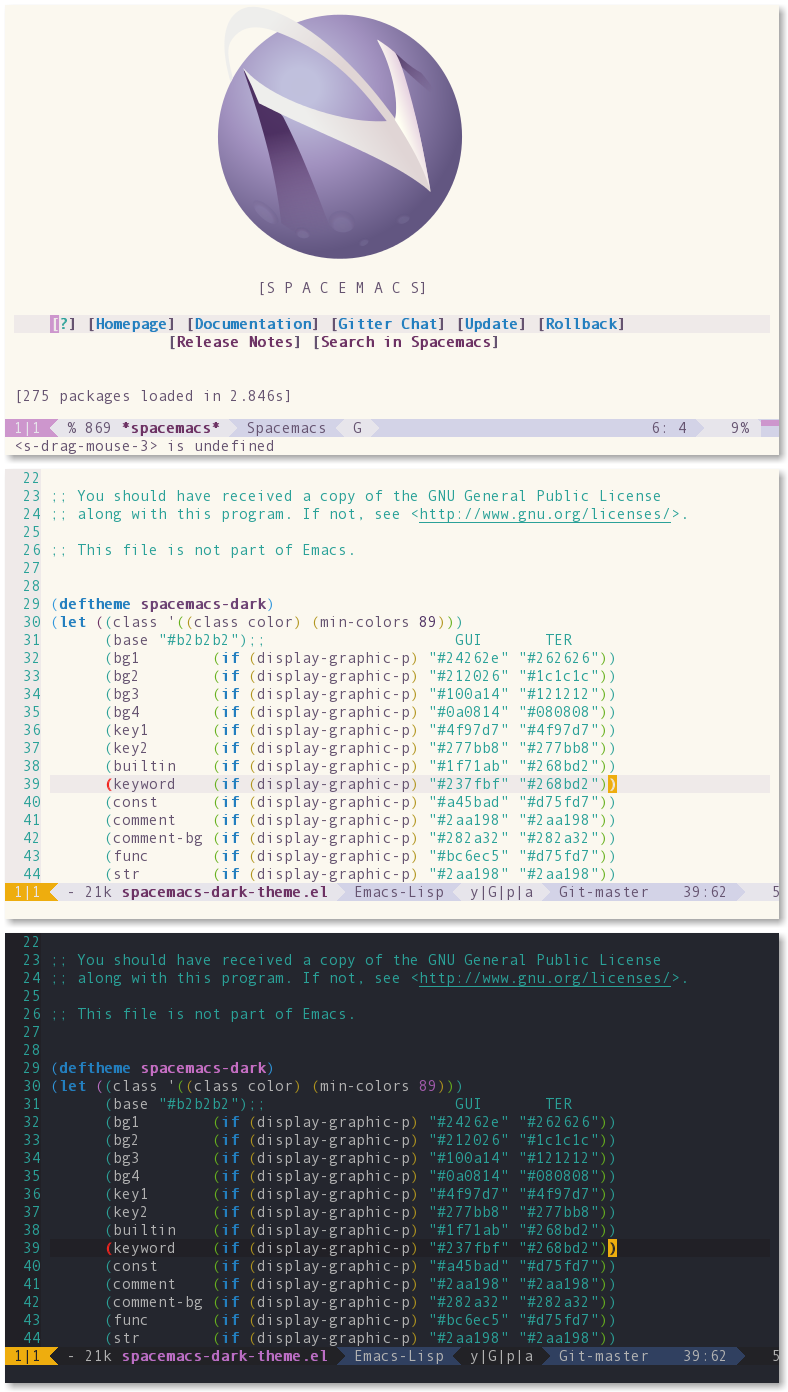 [S P A C E M A C S]
[?] [Homepage] [Documentation] [Gitter Chat] [Update] [Rollback]
[Release Notes] [Search in Spacemacs]
[275 packages loaded in 2.846s]
1|1 % 869 *spacemacs* Spacemacs G 6: 4 9%
<s-drag-mouse-3> is undefined
22
23 ;; You should have received a copy of the GNU General Public License
24 ;; along with this program. If not, see <http://www.gnu.org/licenses/>.
25
26 ;; This file is not part of Emacs.
27
28
29 (deftheme spacemacs-dark)
30 (let ((class '((class color) (min-colors 89)))
31 (base "#b2b2b2");; GUI TER
32 (bg1 (if (display-graphic-p) "#24262e" "#262626"))
33 (bg2 (if (display-graphic-p) "#212026" "#1c1c1c"))
34 (bg3 (if (display-graphic-p) "#100a14" "#121212"))
35 (bg4 (if (display-graphic-p) "#0a0814" "#080808"))
36 (key1 (if (display-graphic-p) "#4f97d7" "#4f97d7"))
37 (key2 (if (display-graphic-p) "#277bb8" "#277bb8"))
38 (builtin (if (display-graphic-p) "#1f71ab" "#268bd2"))
39 (keyword (if (display-graphic-p) "#237fbf" "#268bd2"))
40 (const (if (display-graphic-p) "#a45bad" "#d75fd7"))
41 (comment (if (display-graphic-p) "#2aa198" "#2aa198"))
42 (comment-bg (if (display-graphic-p) "#282a32" "#282a32"))
43 (func (if (display-graphic-p) "#bc6ec5" "#d75fd7"))
44 (str (if (display-graphic-p) "#2aa198" "#2aa198"))
1|1 - 21k spacemacs-dark-theme.el Emacs-Lisp y|G|p|a Git-master 39:62 5
22
23 ;; You should have received a copy of the GNU General Public License
24 ;; along with this program. If not, see <http://www.gnu.org/licenses/>.
25
26 ;; This file is not part of Emacs.
27
28
29 (deftheme spacemacs-dark)
30 (let ((class '((class color) (min-colors 89)))
31 (base "#b2b2b2");; GUI TER
32 (bg1 (if (display-graphic-p) "#24262e" "#262626"))
33 (bg2 (if (display-graphic-p) "#212026" "#1c1c1c"))
34 (bg3 (if (display-graphic-p) "#100a14" "#121212"))
35 (bg4 (if (display-graphic-p) "#0a0814" "#080808"))
36 (key1 (if (display-graphic-p) "#4f97d7" "#4f97d7"))
37 (key2 (if (display-graphic-p) "#277bb8" "#277bb8"))
38 (builtin (if (display-graphic-p) "#1f71ab" "#268bd2"))
39 (keyword (if (display-graphic-p) "#237fbf" "#268bd2"))
40 (const (if (display-graphic-p) "#a45bad" "#d75fd7"))
41 (comment (if (display-graphic-p) "#2aa198" "#2aa198"))
42 (comment-bg (if (display-graphic-p) "#282a32" "#282a32"))
43 (func (if (display-graphic-p) "#bc6ec5" "#d75fd7"))
44 (str (if (display-graphic-p) "#2aa198" "#2aa198"))
1|1 - 21k spacemacs-dark-theme.el Emacs-Lisp y|G|p|a Git-master 39:62 5